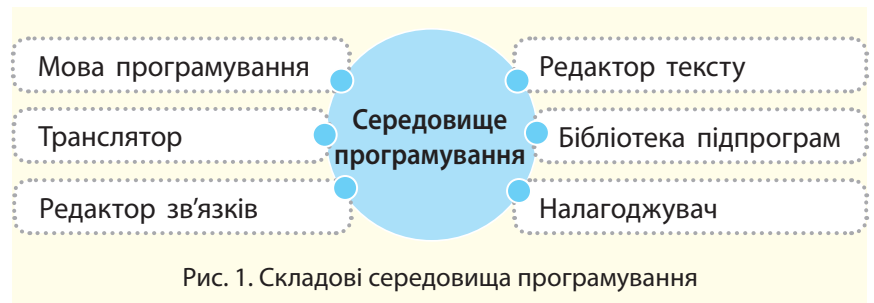 Мова програмування
Транслятор
Редактор зв’язків
Середовище
програмування
Редактор тексту
Бібліотека підпрограм
Налагоджувач
Рис. 1. Складові середовища програмування